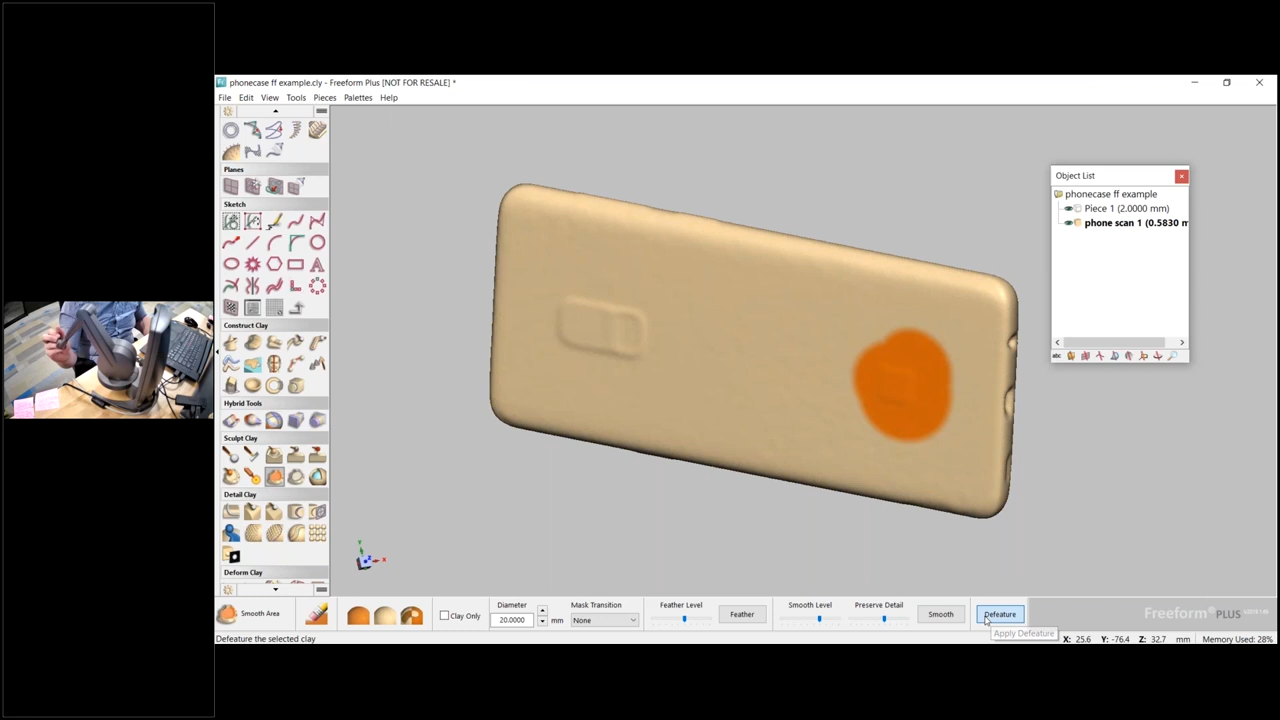 phonecase ff example.cly - Freeform Plus [NOT FOR RESALE] *
File Edit View Tools Pieces Palettes Help
Planes
Sketch
Construct Clay
Hybrid Tools
Sculpt Clay
Detail Clay
Deform Clay
Object List
phonecase ff example
Piece 1 (2.0000 mm)
phone scan 1 (0.5830 m
abc
Smooth Area
Clay Only
Diameter
20.0000 mm
Mask Transition
None
Feather Level
Feather
Smooth Level
Preserve Detail
Smooth
Defeature
Apply Defeature
Freeform PLUS
Defeature the selected clay
X: 25.6 Y: -76.4 Z: 32.7 mm Memory Used: 28%